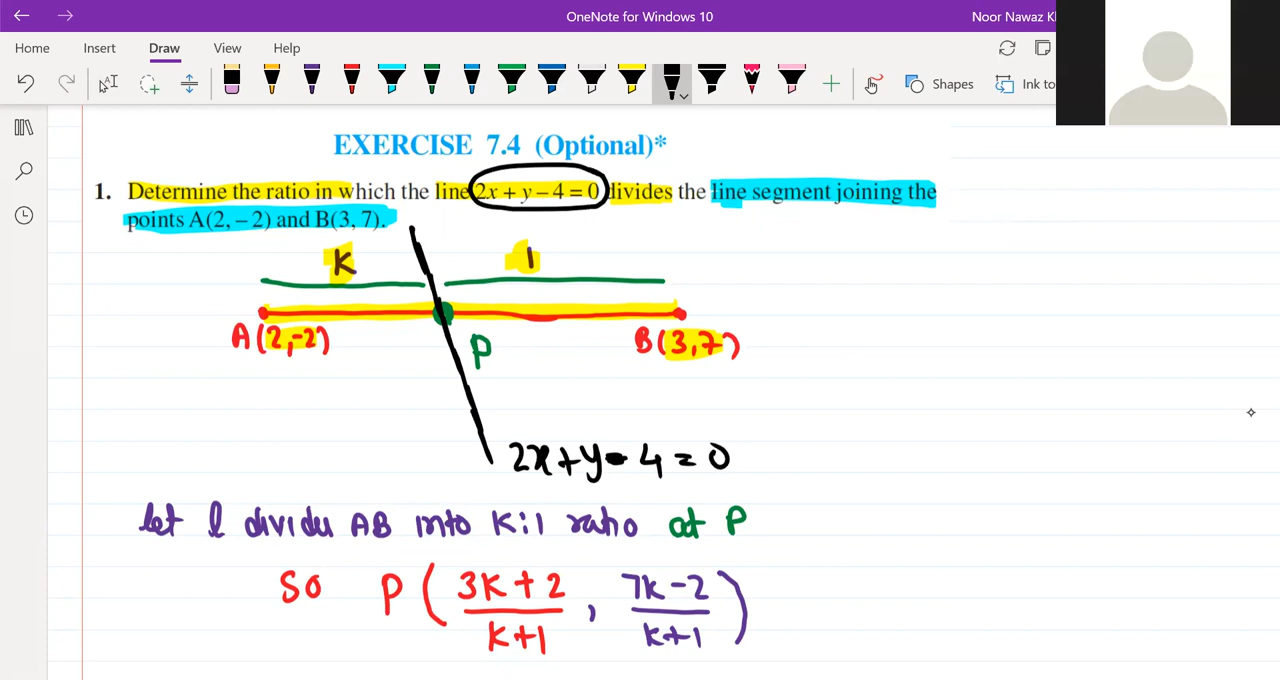 OneNote for Windows 10
Noor Nawaz Kh
Home Insert Draw View Help
Shapes Ink to
EXERCISE 7.4 (Optional)*
1. Determine the ratio in which the line 2x + y – 4 = 0 divides the line segment joining the
points A(2, – 2) and B(3, 7).
K 1
A(2,-2) P B(3,7)
2x+y-4=0
let l divides AB into K:1 ratio at P
So P(3K+2/K+1, 7K-2/K+1)